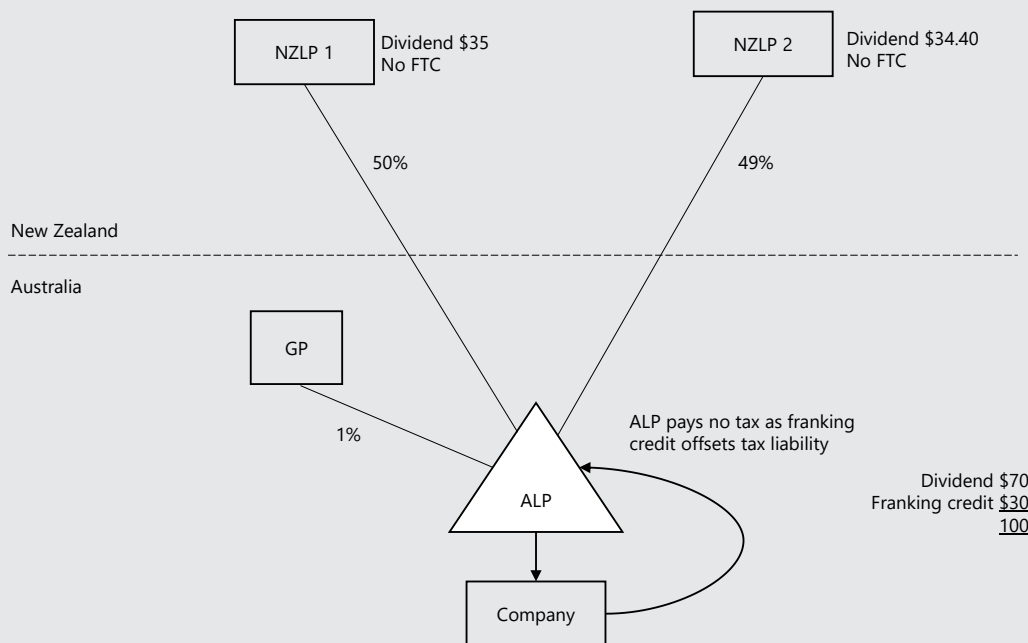 NZLP 1
Dividend $35
No FTC
NZLP 2
Dividend $34.40
No FTC
50%
49%
New Zealand
Australia
GP
1%
ALP pays no tax as franking
credit offsets tax liability
ALP
Dividend $70
Franking credit $30
100
Company